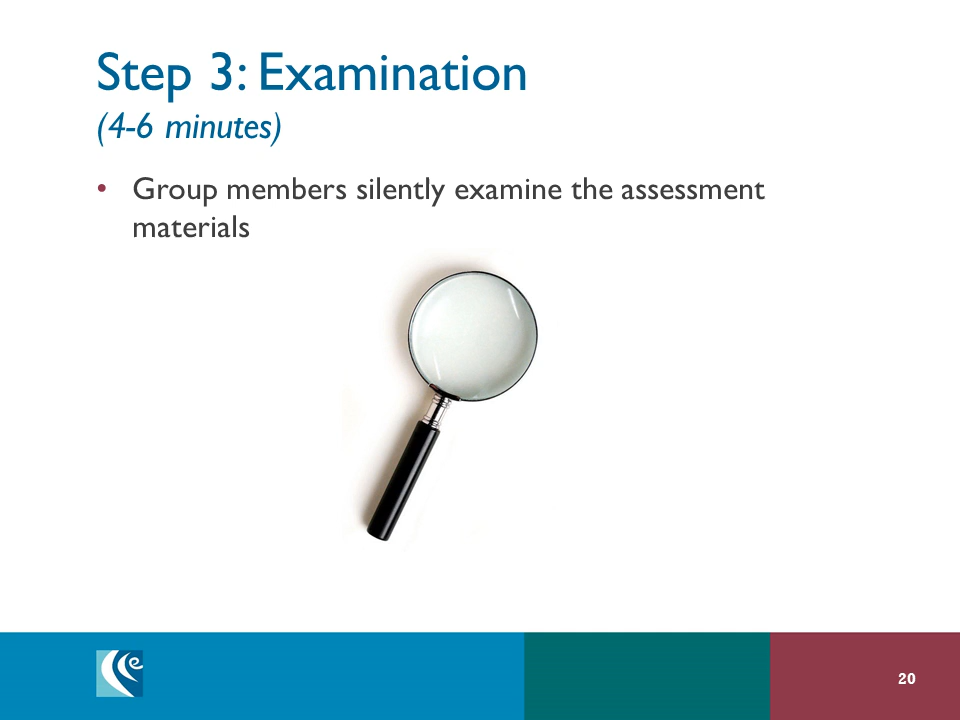 Step 3: Examination
(4-6 minutes)
• Group members silently examine the assessment
materials
e
20